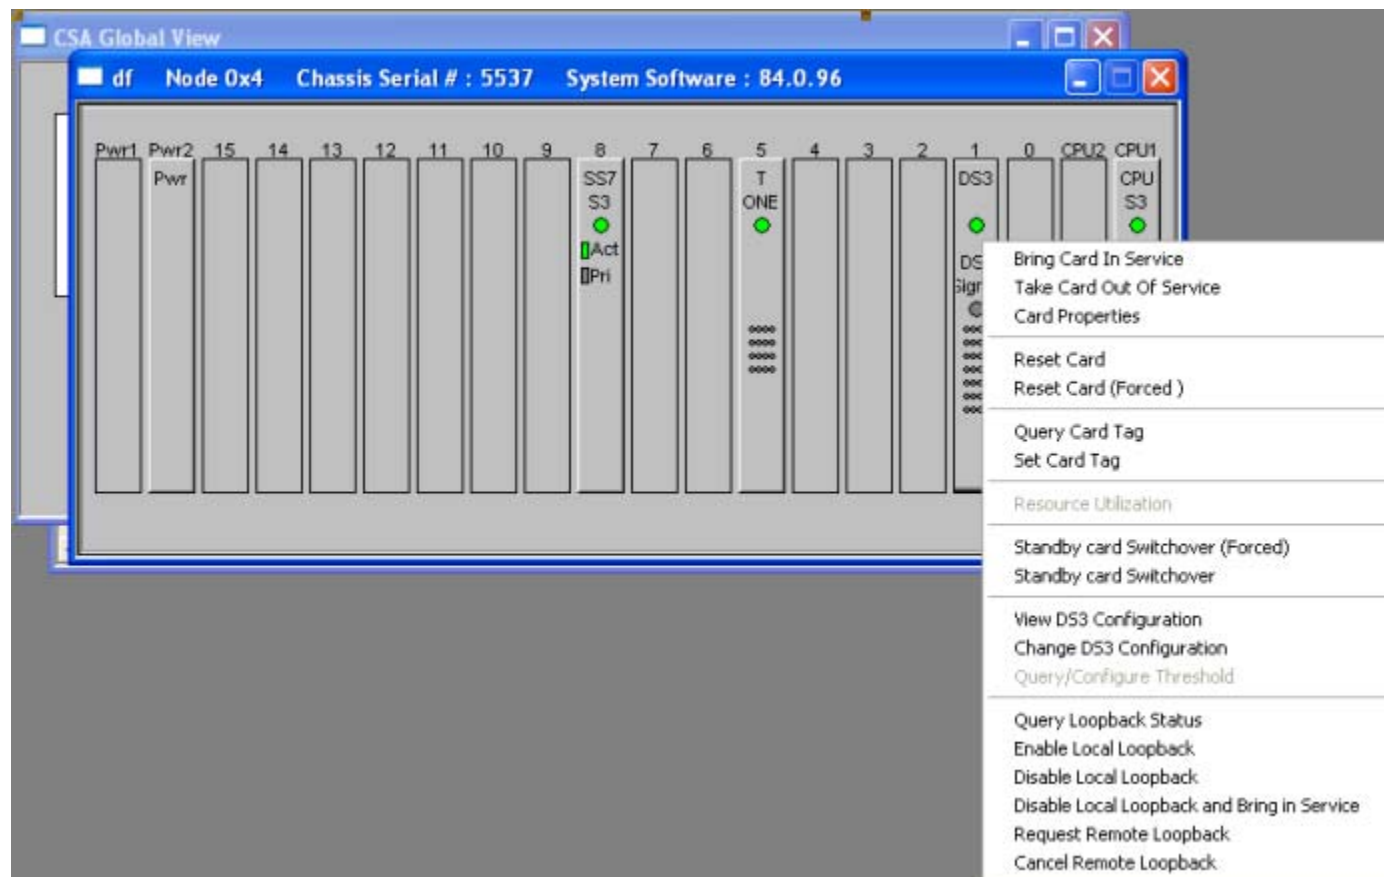 CSA Global View
df Node 0x4 Chassis Serial # : 5537 System Software : 84.0.96
Pwr1 Pwr2 15 14 13 12 11 10 9 8 7 6 5 4 3 2 1 0 CPU2 CPU1
Pwr SS7 T DS3 CPU
S3 ONE S3
Act
Pri
DS
Sign
Bring Card In Service
Take Card Out Of Service
Card Properties
Reset Card
Reset Card (Forced )
Query Card Tag
Set Card Tag
Resource Utilization
Standby card Switchover (Forced)
Standby card Switchover
View DS3 Configuration
Change DS3 Configuration
Query/Configure Threshold
Query Loopback Status
Enable Local Loopback
Disable Local Loopback
Disable Local Loopback and Bring in Service
Request Remote Loopback
Cancel Remote Loopback